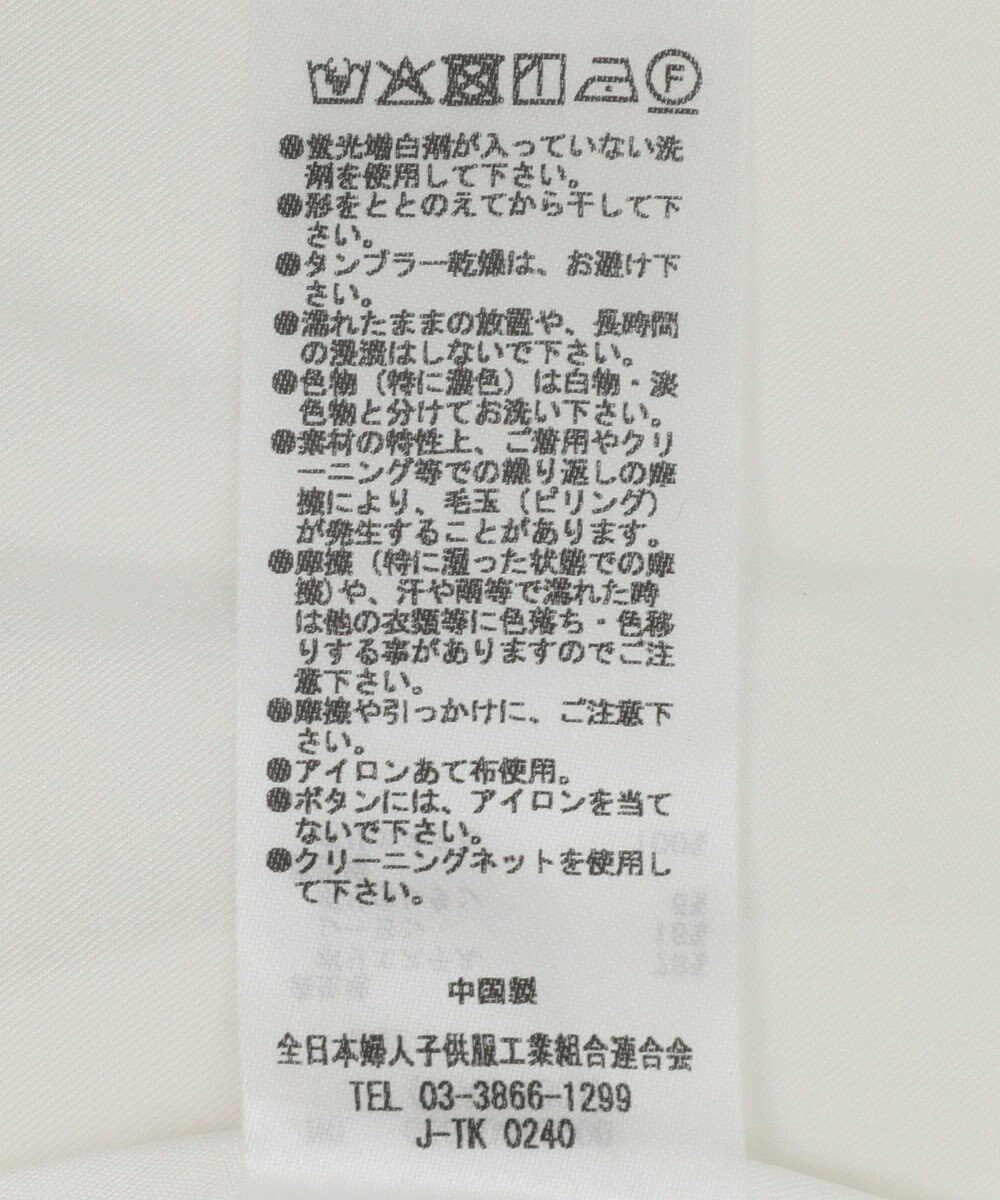 ●蛍光増白剤が入っていない洗
剤を使用して下さい。
●形をととのえてから干して下
さい。
●タンブラー乾燥は、お避け下
さい。
●濡れたままの放置や、長時間
の浸漬はしないで下さい。
●色物（特に濃色）は白物・淡
色物と分けてお洗い下さい。
●素材の特性上、ご着用やクリ
ーニング等での繰り返しの摩
擦により、毛玉（ピリング）
が発生することがあります。
●摩擦（特に湿った状態での摩
擦）や、汗や雨等で濡れた時
は他の衣類等に色落ち・色移
りする事がありますのでご注
意下さい。
●摩擦や引っかけに、ご注意下
さい。
●アイロンあて布使用。
●ボタンには、アイロンを当て
ないで下さい。
●クリーニングネットを使用し
て下さい。
中国製
全日本婦人子供服工業組合連合会
TEL 03-3866-1299
J-TK 0240